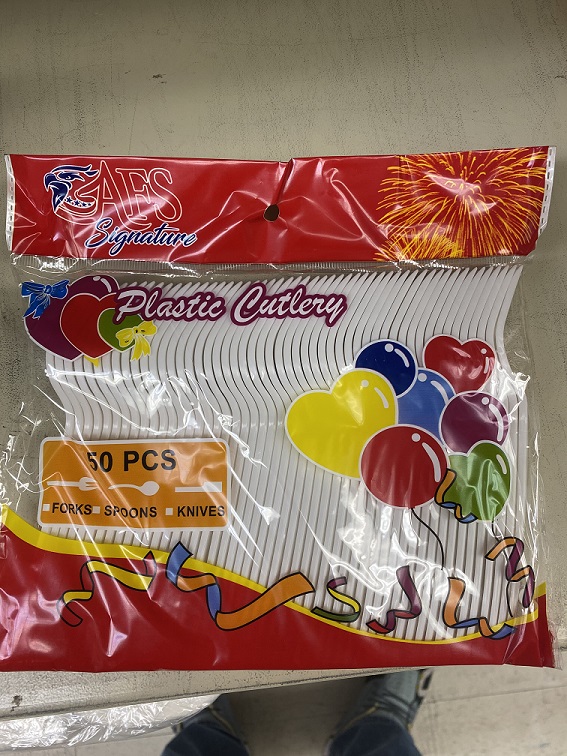 AFS
Signature
Plastic Cutlery
50 PCS
FORKS SPOONS KNIVES